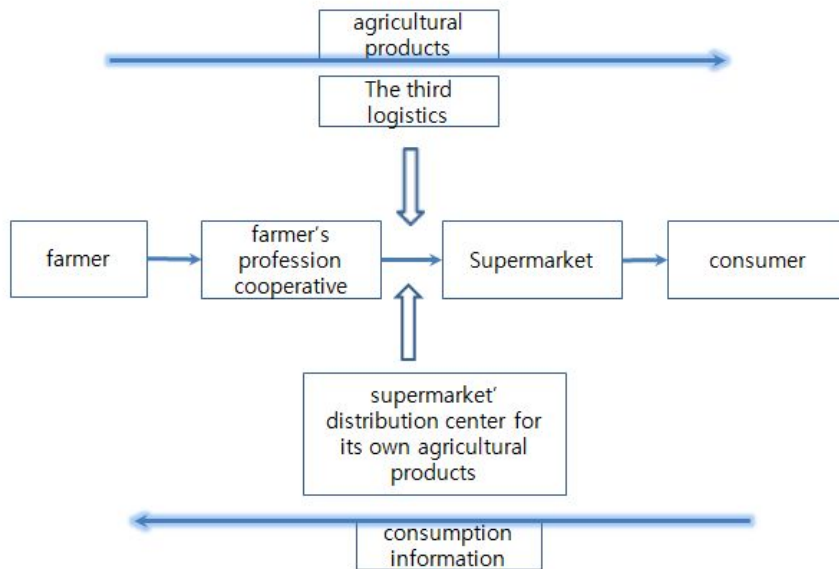 agricultural
products
The third
logistics
farmer
farmer's
profession
cooperative
Supermarket
consumer
supermarket'
distribution center for
its own agricultural
products
consumption
information